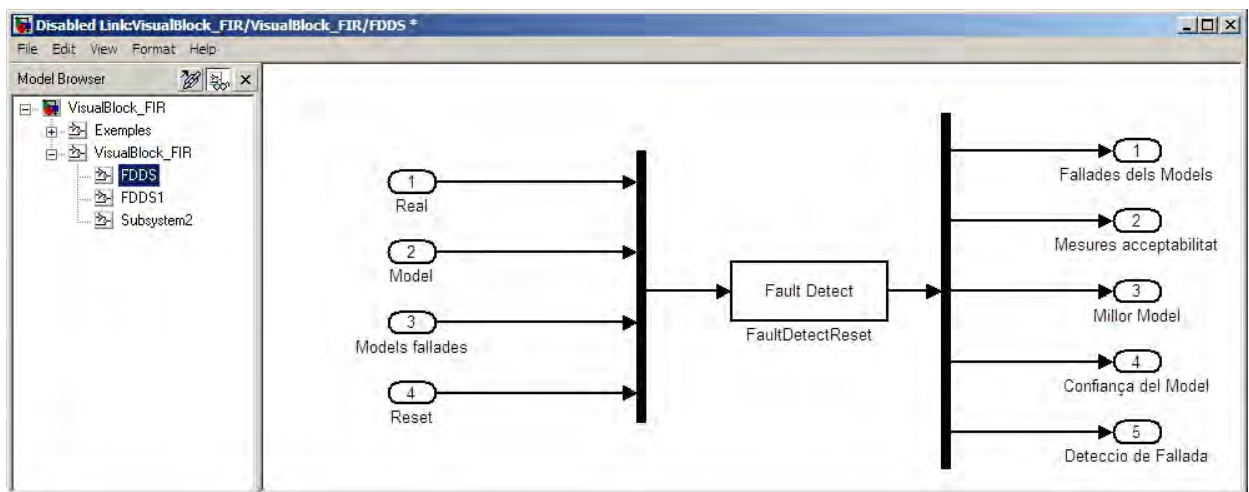 Disabled Link:VisualBlock_FIR/VisualBlock_FIR/FDDS *
File Edit View Format Help
Model Browser
VisualBlock_FIR
Exemples
VisualBlock_FIR
FDDS
FDDS1
Subsystem2
1
Real
2
Model
3
Models fallades
4
Reset
Fault Detect
FaultDetectReset
1
Fallades dels Models
2
Mesures acceptabilitat
3
Millor Model
4
Confiança del Model
5
Deteccio de Fallada